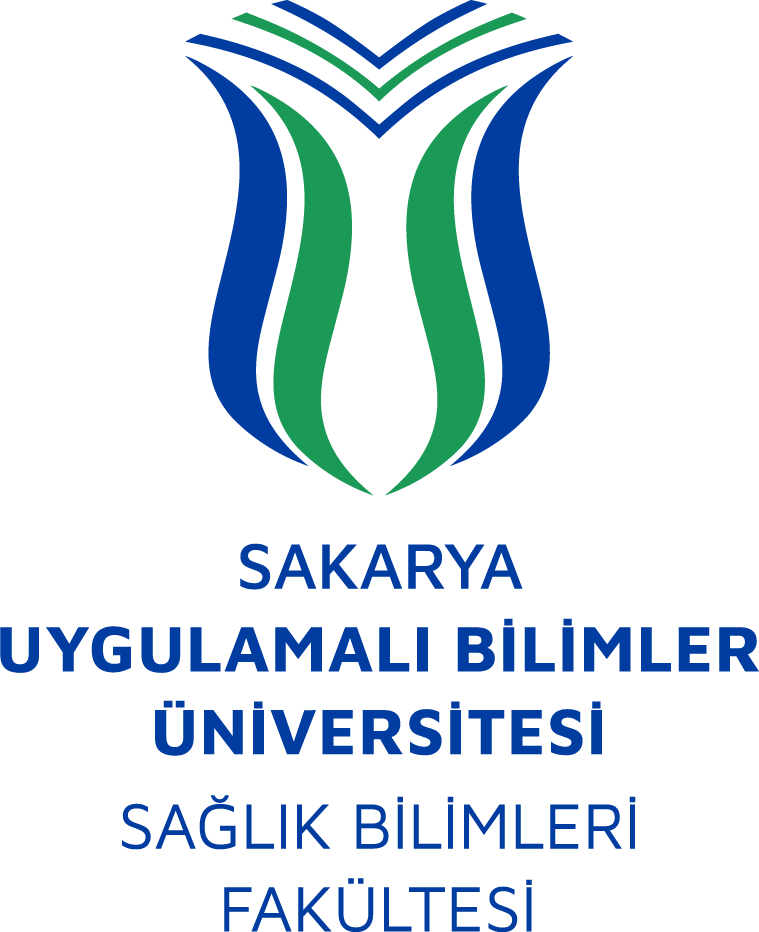 SAKARYA
UYGULAMALI BİLİMLER
ÜNİVERSİTESİ
SAĞLIK BİLİMLERİ
FAKÜLTESİ